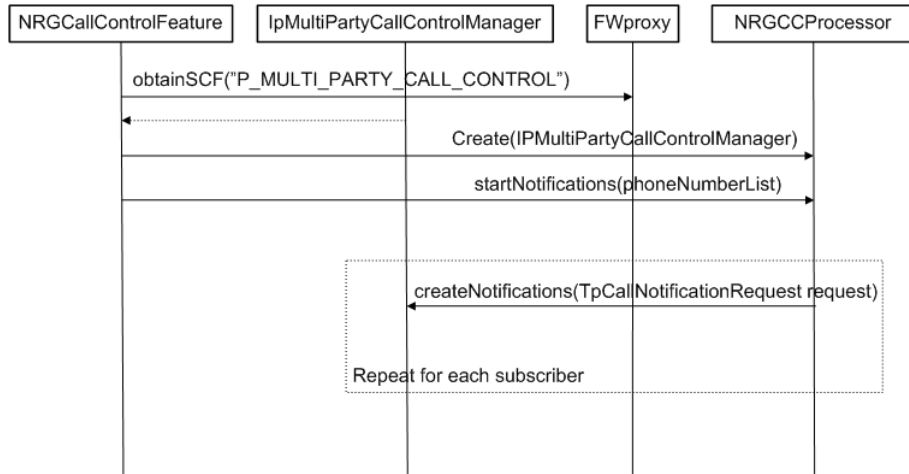 NRGCallControlFeature
IpMultiPartyCallControlManager
FWproxy
NRGCCProcessor
obtainSCF("P_MULTI_PARTY_CALL_CONTROL")
Create(IPMultiPartyCallControlManager)
startNotifications(phoneNumberList)
createNotifications(TpCallNotificationRequest request)
Repeat for each subscriber